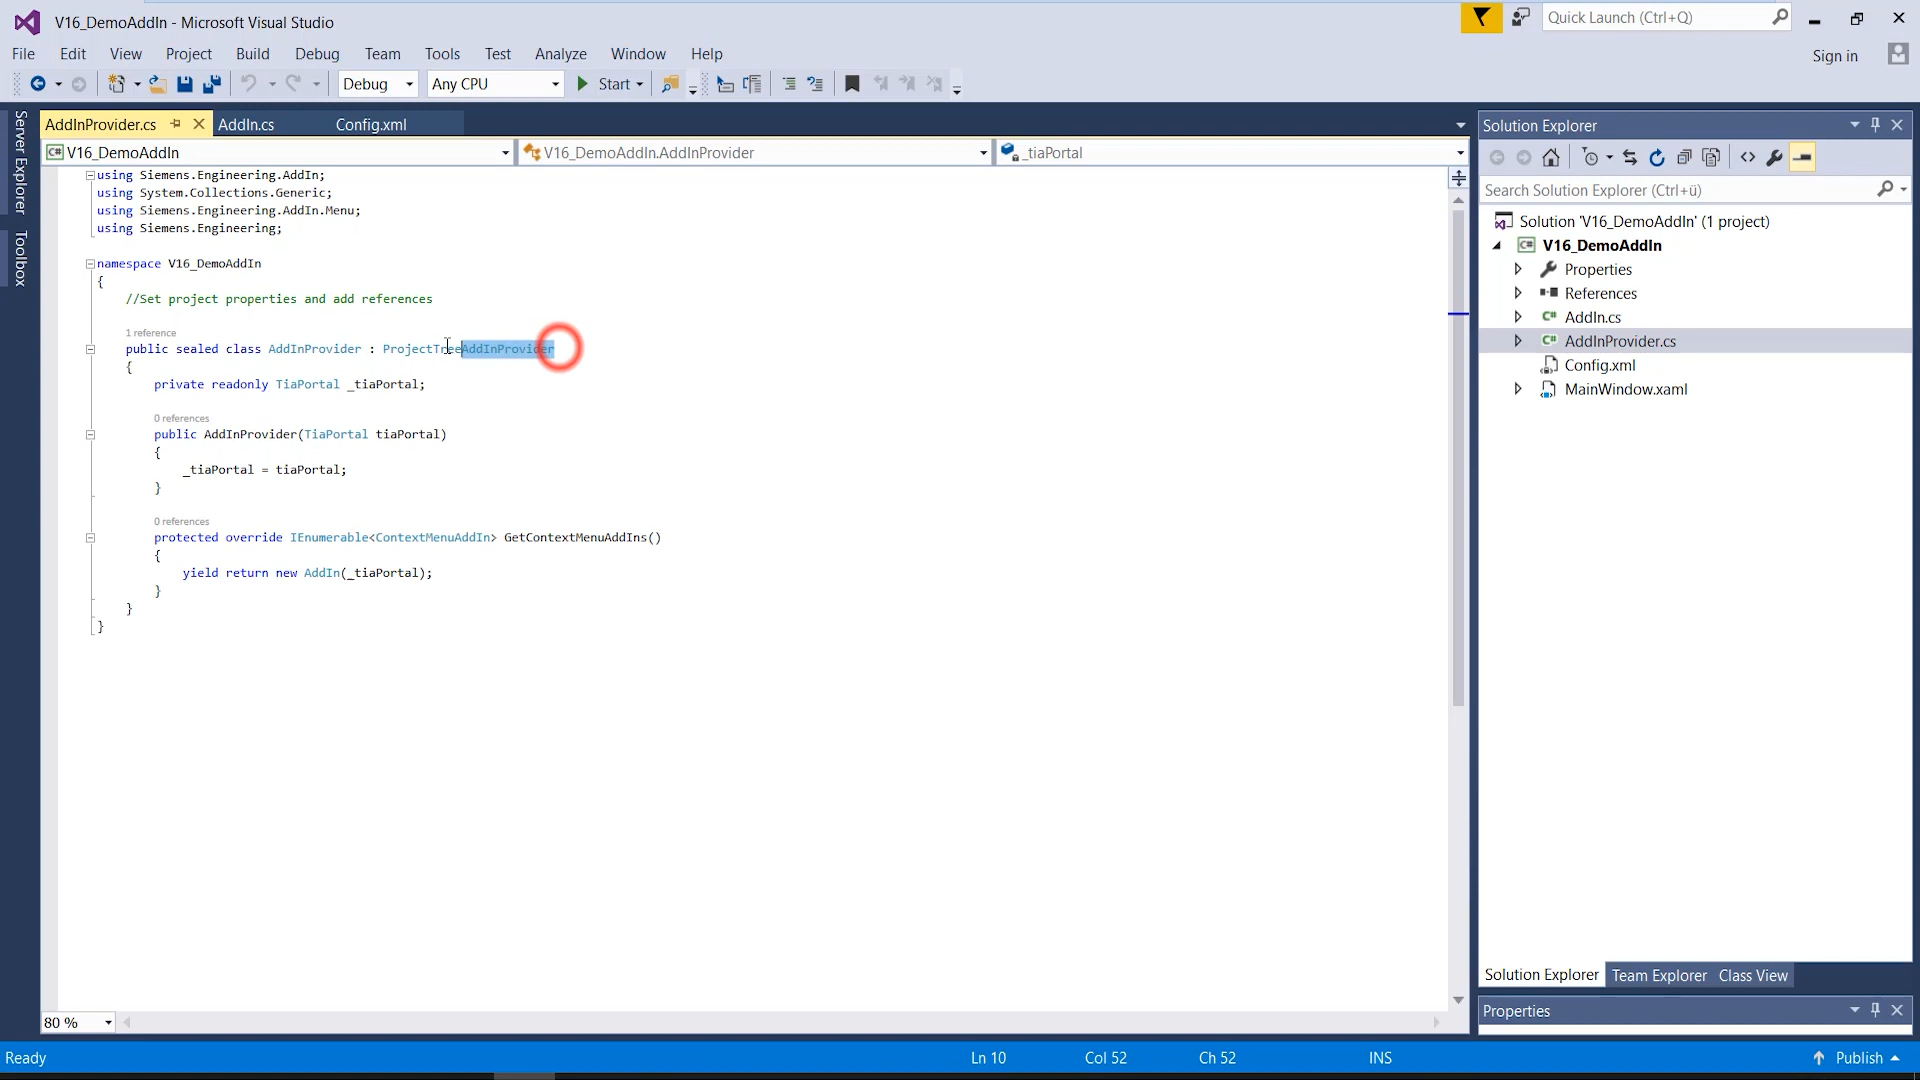 V16_DemoAddIn - Microsoft Visual Studio
Quick Launch (Ctrl+Q)
File Edit View Project Build Debug Team Tools Test Analyze Window Help
Sign in
Debug Any CPU Start
Server Explorer
Toolbox
AddInProvider.cs AddIn.cs Config.xml
V16_DemoAddIn V16_DemoAddIn.AddInProvider _tiaPortal
using Siemens.Engineering.AddIn;
using System.Collections.Generic;
using Siemens.Engineering.AddIn.Menu;
using Siemens.Engineering;
namespace V16_DemoAddIn
{
//Set project properties and add references
1 reference
public sealed class AddInProvider : ProjectTreeAddInProvider
{
private readonly TiaPortal _tiaPortal;
0 references
public AddInProvider(TiaPortal tiaPortal)
{
_tiaPortal = tiaPortal;
}
0 references
protected override IEnumerable<ContextMenuAddIn> GetContextMenuAddIns()
{
yield return new AddIn(_tiaPortal);
}
}
}
80 %
Solution Explorer
Search Solution Explorer (Ctrl+ü)
Solution 'V16_DemoAddIn' (1 project)
V16_DemoAddIn
Properties
References
AddIn.cs
AddInProvider.cs
Config.xml
MainWindow.xaml
Solution Explorer Team Explorer Class View
Properties
Ready Ln 10 Col 52 Ch 52 INS Publish